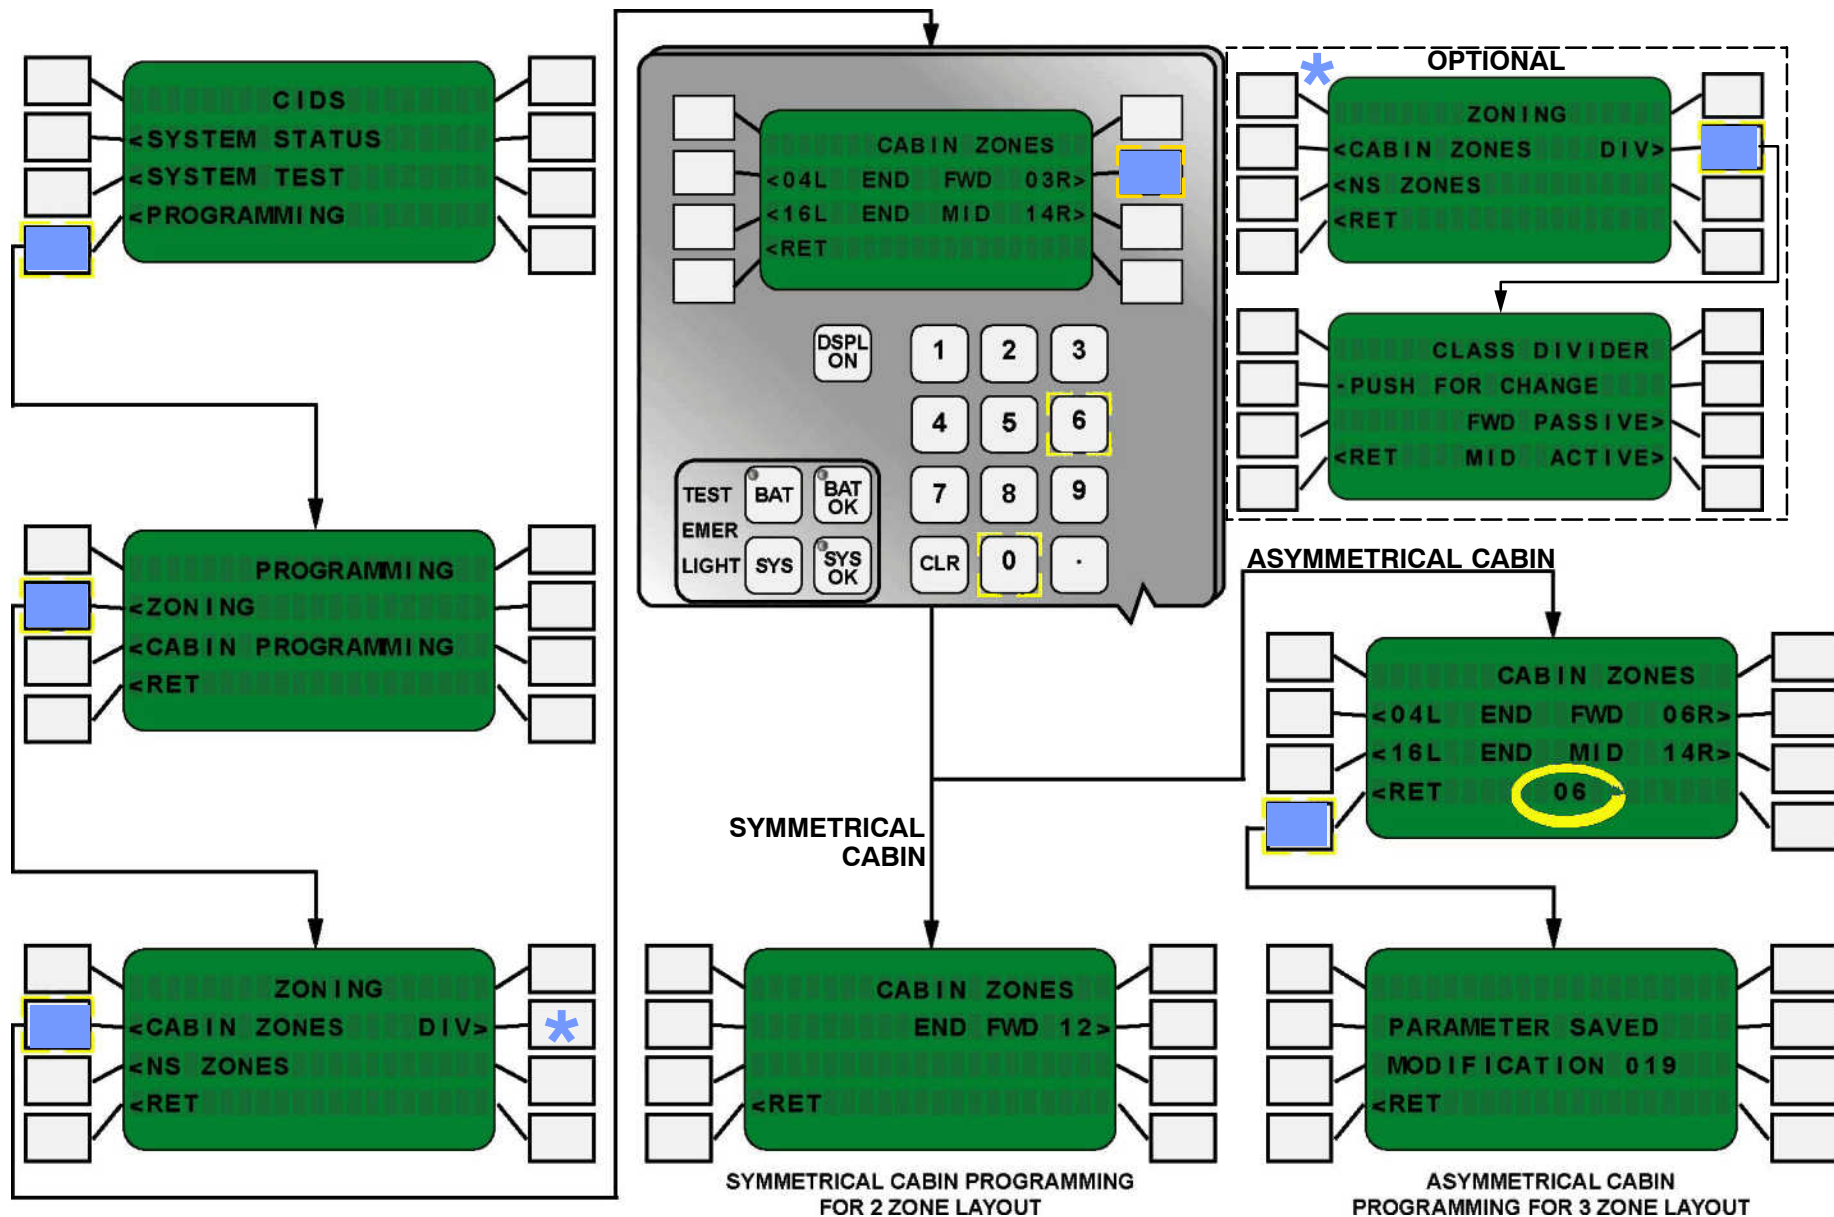 CIDS
<SYSTEM STATUS
<SYSTEM TEST
<PROGRAMMING
PROGRAMMING
<ZONING
<CABIN PROGRAMMING
<RET
ZONING
<CABIN ZONES DIV>
*
<NS ZONES
<RET
CABIN ZONES
<04L END FWD 03R>
<16L END MID 14R>
<RET
DSPL
ON
1 2 3
4 5 6
7 8 9
CLR 0 .
TEST
EMER
LIGHT
BAT
BAT
OK
SYS
SYS
OK
OPTIONAL
*
ZONING
<CABIN ZONES DIV>
<NS ZONES
<RET
CLASS DIVIDER
-PUSH FOR CHANGE
FWD PASSIVE>
<RET MID ACTIVE>
ASYMMETRICAL CABIN
CABIN ZONES
<04L END FWD 06R>
<16L END MID 14R>
<RET 06
SYMMETRICAL
CABIN
CABIN ZONES
END FWD 12>
<RET
SYMMETRICAL CABIN PROGRAMMING
FOR 2 ZONE LAYOUT
PARAMETER SAVED
MODIFICATION 019
<RET
ASYMMETRICAL CABIN
PROGRAMMING FOR 3 ZONE LAYOUT